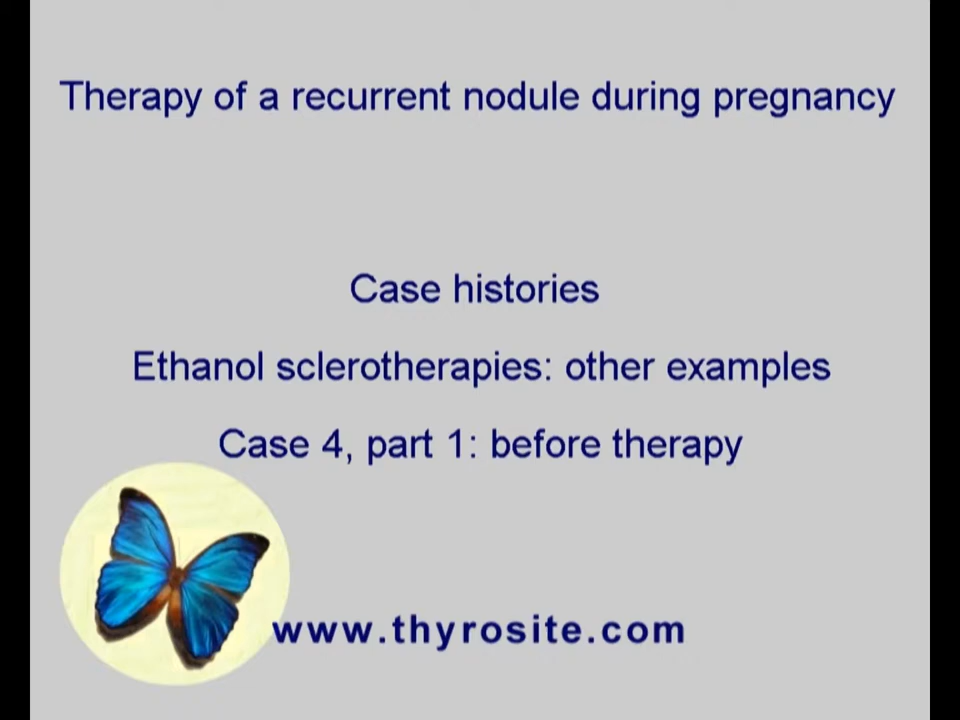 Therapy of a recurrent nodule during pregnancy
Case histories
Ethanol sclerotherapies: other examples
Case 4, part 1: before therapy
www.thyrosite.com